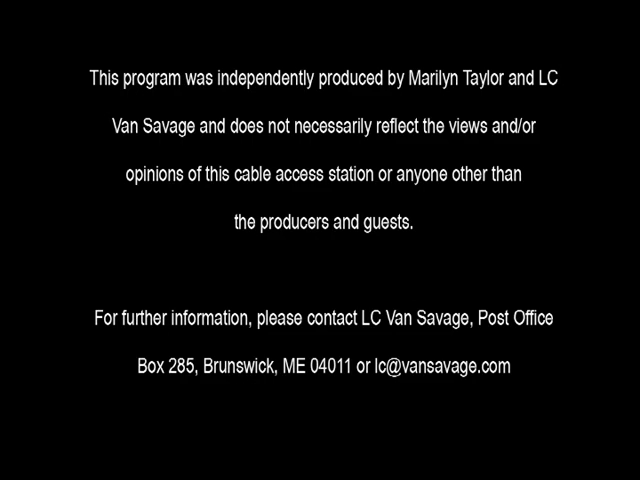 This program was independently produced by Marilyn Taylor and LC
Van Savage and does not necessarily reflect the views and/or
opinions of this cable access station or anyone other than
the producers and guests.
For further information, please contact LC Van Savage, Post Office
Box 285, Brunswick, ME 04011 or lc@vansavage.com